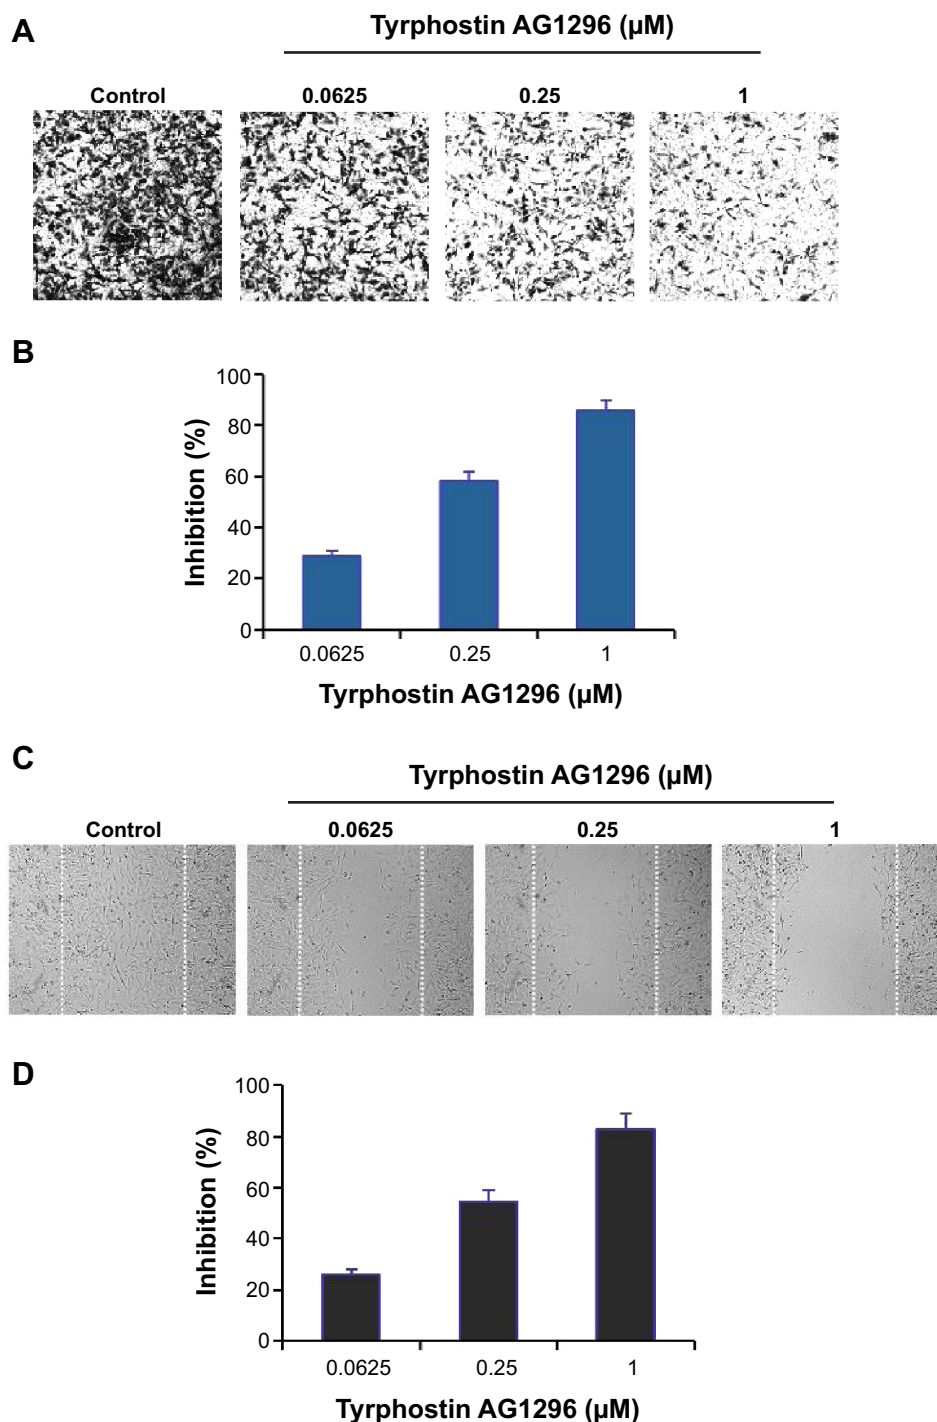 A
Tyrphostin AG1296 (µM)
Control 0.0625 0.25 1
B
100
80
60
40
20
0
Inhibition (%)
0.0625 0.25 1
Tyrphostin AG1296 (µM)
C
Tyrphostin AG1296 (µM)
Control 0.0625 0.25 1
D
100
80
60
40
20
0
Inhibition (%)
0.0625 0.25 1
Tyrphostin AG1296 (µM)